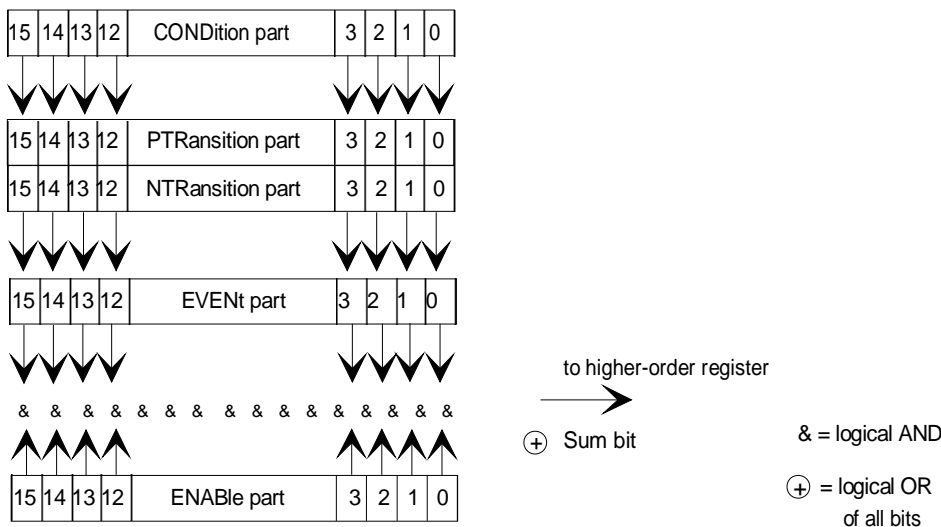 15 14 13 12 CONDition part 3 2 1 0
15 14 13 12 PTRansition part 3 2 1 0
15 14 13 12 NTRansition part 3 2 1 0
15 14 13 12 EVENt part 3 2 1 0
to higher-order register
& & & & & & & & & & & & & & & &
+ Sum bit
& = logical AND
15 14 13 12 ENABle part 3 2 1 0
+ = logical OR
of all bits